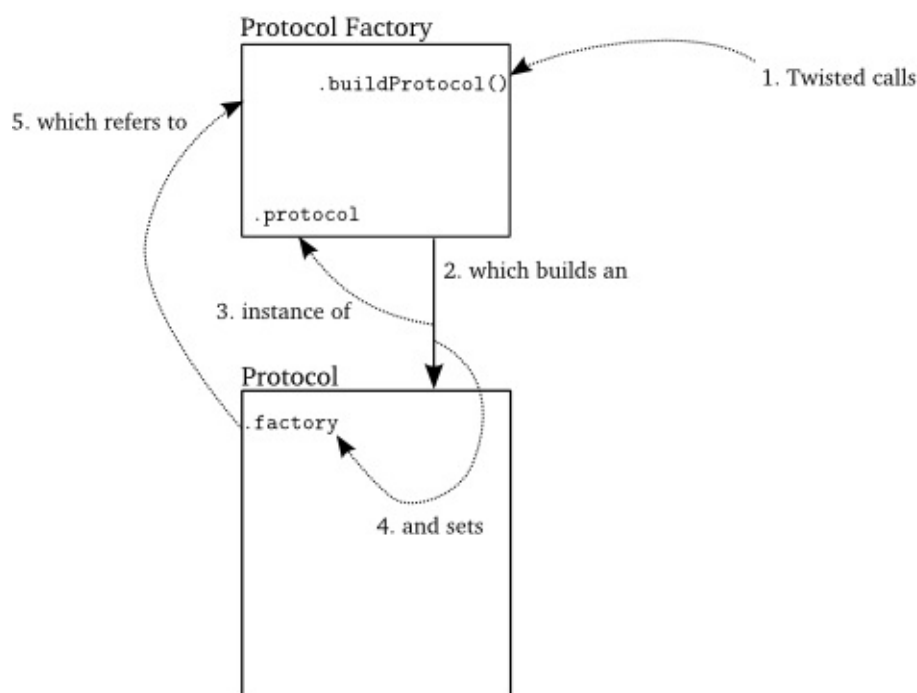 Protocol Factory
.buildProtocol()
1. Twisted calls
5. which refers to
.protocol
2. which builds an
3. instance of
Protocol
.factory
4. and sets